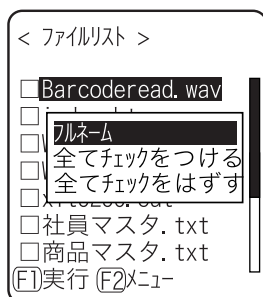 < ﾌｧｲﾙﾘｽﾄ >
□Barcoderead.wav
ﾌﾙﾈｰﾑ
全てﾁｪｯｸをつける
全てﾁｪｯｸをはずす
□社員マスタ.txt
□商品マスタ.txt
F1実行 F2ﾒﾆｭｰ